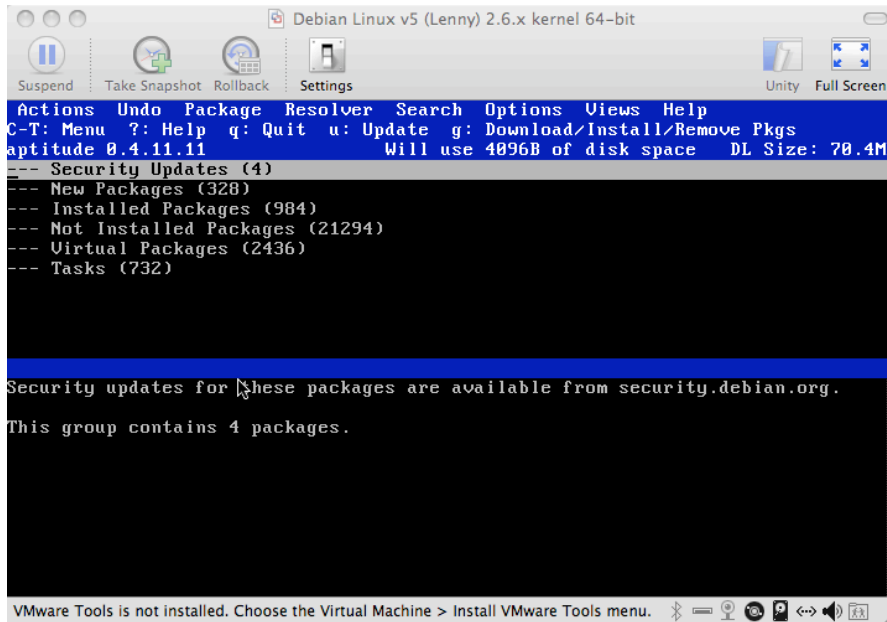 Debian Linux v5 (Lenny) 2.6.x kernel 64-bit
Suspend Take Snapshot Rollback Settings Unity Full Screen
Actions Undo Package Resolver Search Options Views Help
C-T: Menu ?: Help q: Quit u: Update g: Download/Install/Remove Pkgs
aptitude 0.4.11.11 Will use 4096B of disk space DL Size: 70.4M
--- Security Updates (4)
--- New Packages (328)
--- Installed Packages (984)
--- Not Installed Packages (21294)
--- Virtual Packages (2436)
--- Tasks (732)
Security updates for these packages are available from security.debian.org.
This group contains 4 packages.
VMware Tools is not installed. Choose the Virtual Machine > Install VMware Tools menu.